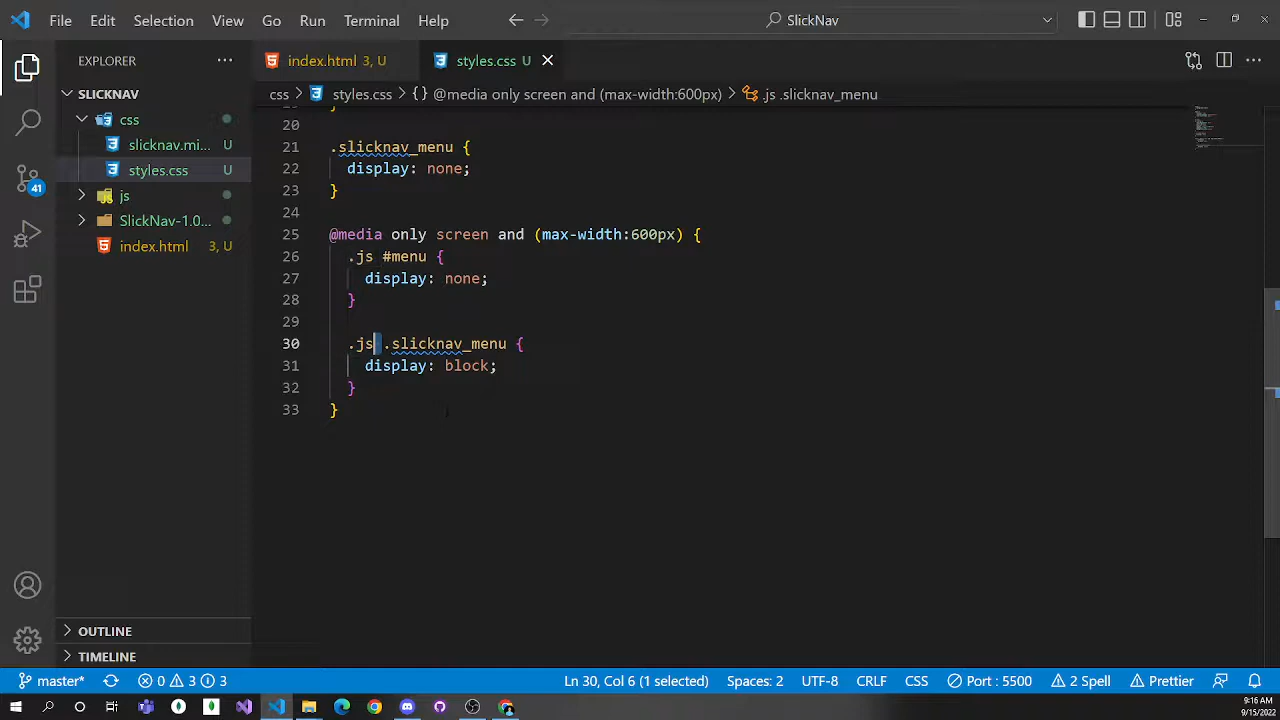 File Edit Selection View Go Run Terminal Help
SlickNav
EXPLORER
index.html 3, U
styles.css U
SLICKNAV
css > styles.css > {} @media only screen and (max-width:600px) > .js .slicknav_menu
css
slicknav.mi... U
styles.css U
js
SlickNav-1.0...
index.html 3, U
41
20
21 .slicknav_menu {
22 display: none;
23 }
24
25 @media only screen and (max-width:600px) {
26 .js #menu {
27 display: none;
28 }
29
30 .js .slicknav_menu {
31 display: block;
32 }
33 }
OUTLINE
TIMELINE
master* 0 3 3 Ln 30, Col 6 (1 selected) Spaces: 2 UTF-8 CRLF CSS Port : 5500 2 Spell Prettier
9:16 AM
9/15/2022